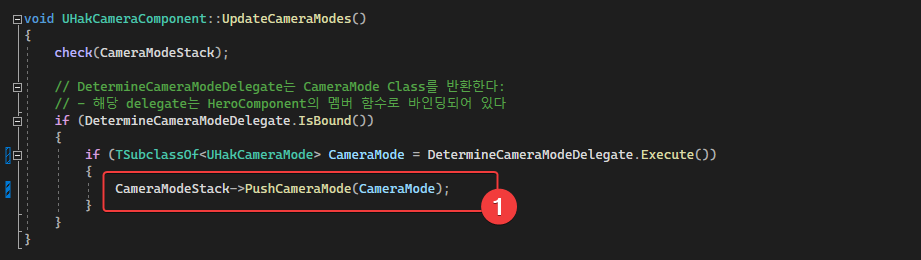 void UHakCameraComponent::UpdateCameraModes()
{
check(CameraModeStack);
// DetermineCameraModeDelegate는 CameraMode Class를 반환한다:
// - 해당 delegate는 HeroComponent의 멤버 함수로 바인딩되어 있다
if (DetermineCameraModeDelegate.IsBound())
{
if (TSubclassOf<UHakCameraMode> CameraMode = DetermineCameraModeDelegate.Execute())
{
CameraModeStack->PushCameraMode(CameraMode);
1
}
}
}